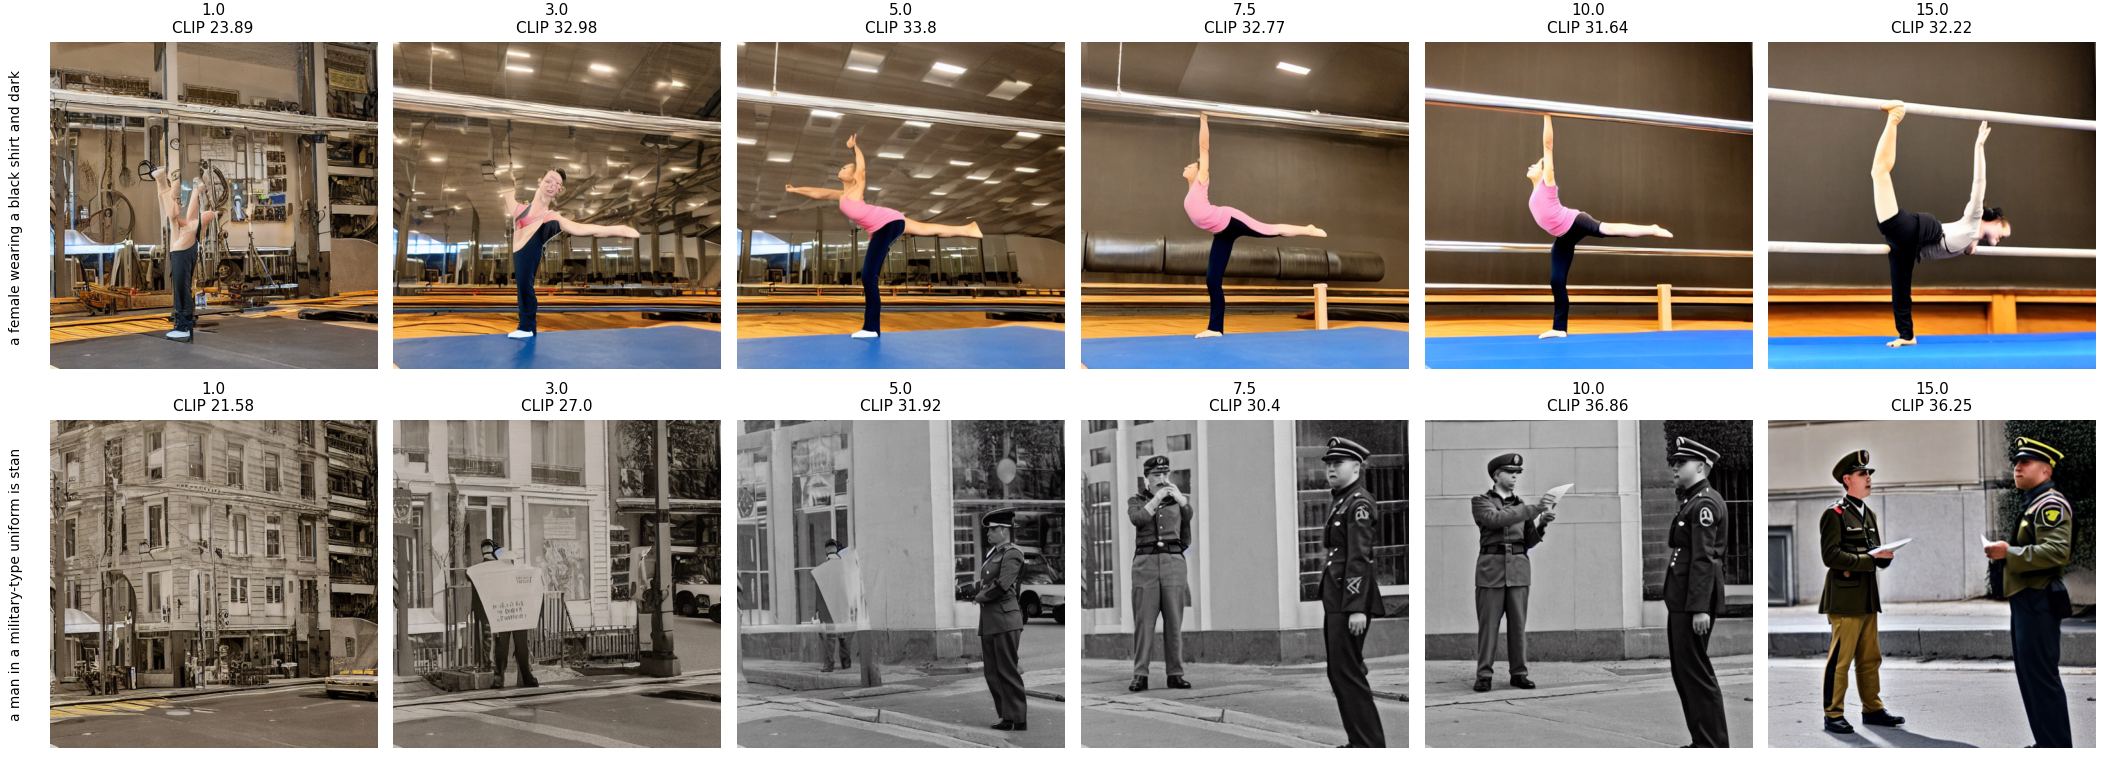 1.0
CLIP 23.89
3.0
CLIP 32.98
5.0
CLIP 33.8
7.5
CLIP 32.77
10.0
CLIP 31.64
15.0
CLIP 32.22
a female wearing a black shirt and dark
1.0
CLIP 21.58
3.0
CLIP 27.0
5.0
CLIP 31.92
7.5
CLIP 30.4
10.0
CLIP 36.86
15.0
CLIP 36.25
a man in a military-type uniform is stan